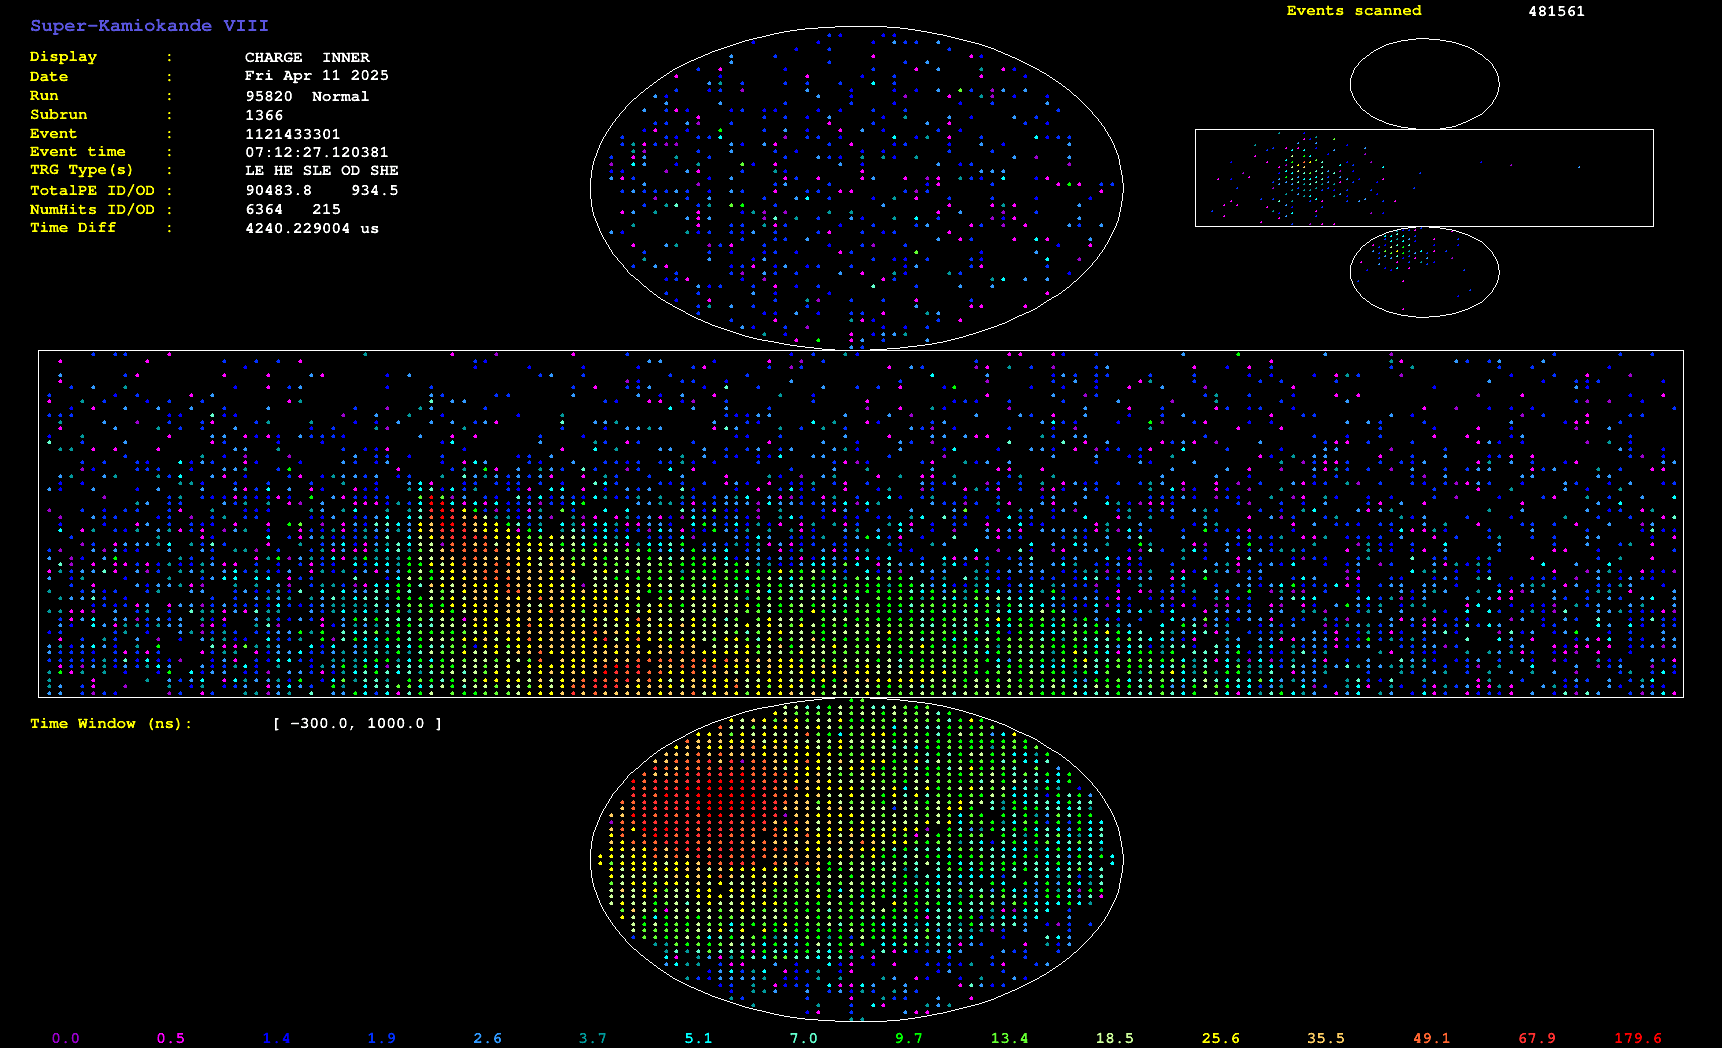 Super-Kamiokande VIII
Events scanned 481561
Display : CHARGE INNER
Date : Fri Apr 11 2025
Run : 95820 Normal
Subrun : 1366
Event : 1121433301
Event time : 07:12:27.120381
TRG Type(s) : LE HE SLE OD SHE
TotalPE ID/OD : 90483.8 934.5
NumHits ID/OD : 6364 215
Time Diff : 4240.229004 us
Time Window (ns): [ -300.0, 1000.0 ]
0.0 0.5 1.4 1.9 2.6 3.7 5.1 7.0 9.7 13.4 18.5 25.6 35.5 49.1 67.9 179.6